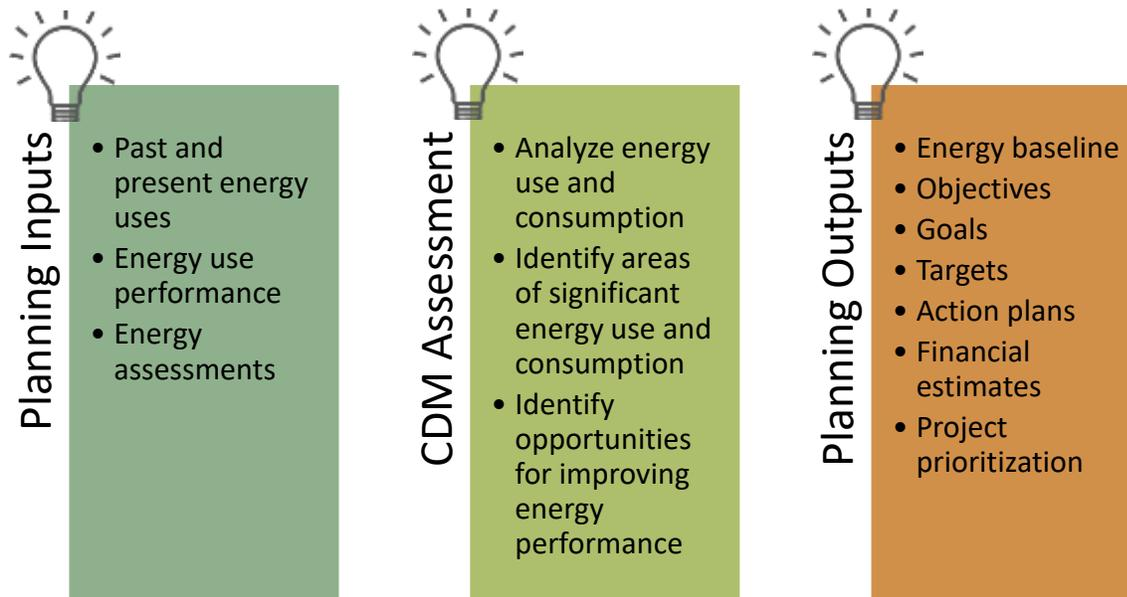 Planning Inputs
• Past and
present energy
uses
• Energy use
performance
• Energy
assessments
CDM Assessment
• Analyze energy
use and
consumption
• Identify areas
of significant
energy use and
consumption
• Identify
opportunities
for improving
energy
performance
Planning Outputs
• Energy baseline
• Objectives
• Goals
• Targets
• Action plans
• Financial
estimates
• Project
prioritization